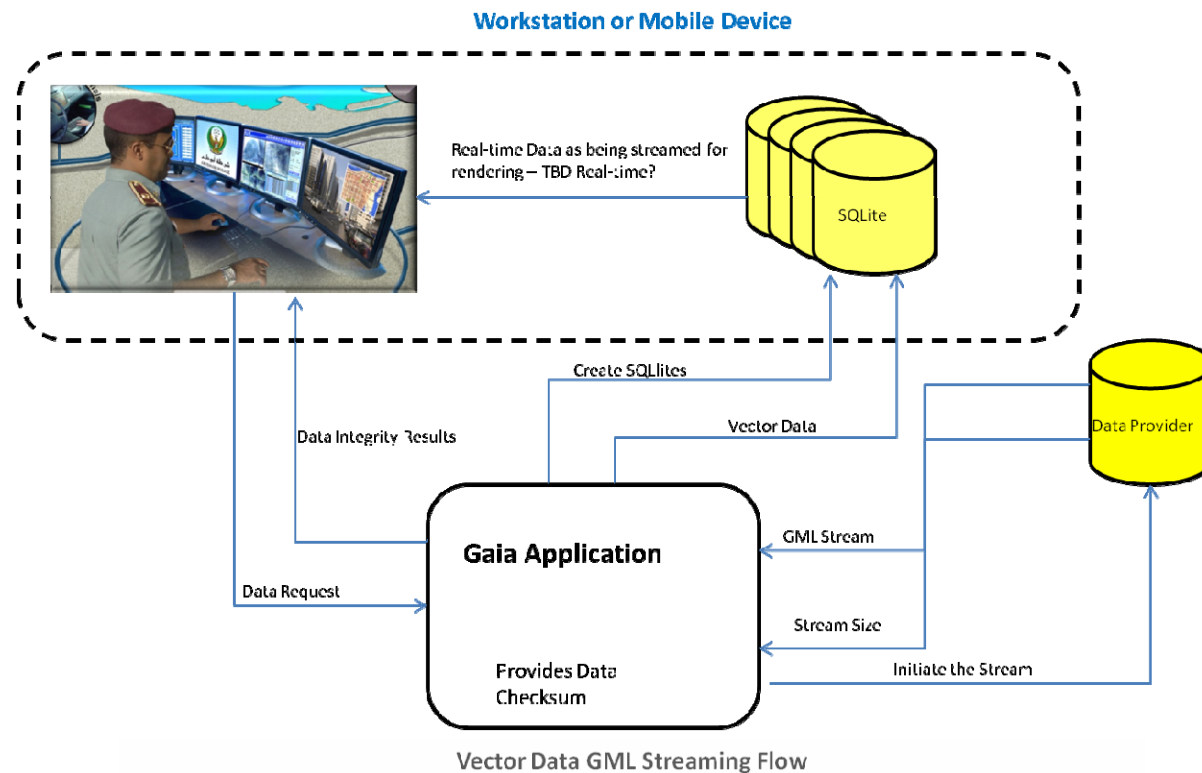 Workstation or Mobile Device
Real-time Data as being streamed for
rendering – TBD Real-time?
SQLite
Create SQLlites
Data Integrity Results
Vector Data
Data Provider
Gaia Application
GML Stream
Data Request
Stream Size
Initiate the Stream
Provides Data
Checksum
Vector Data GML Streaming Flow